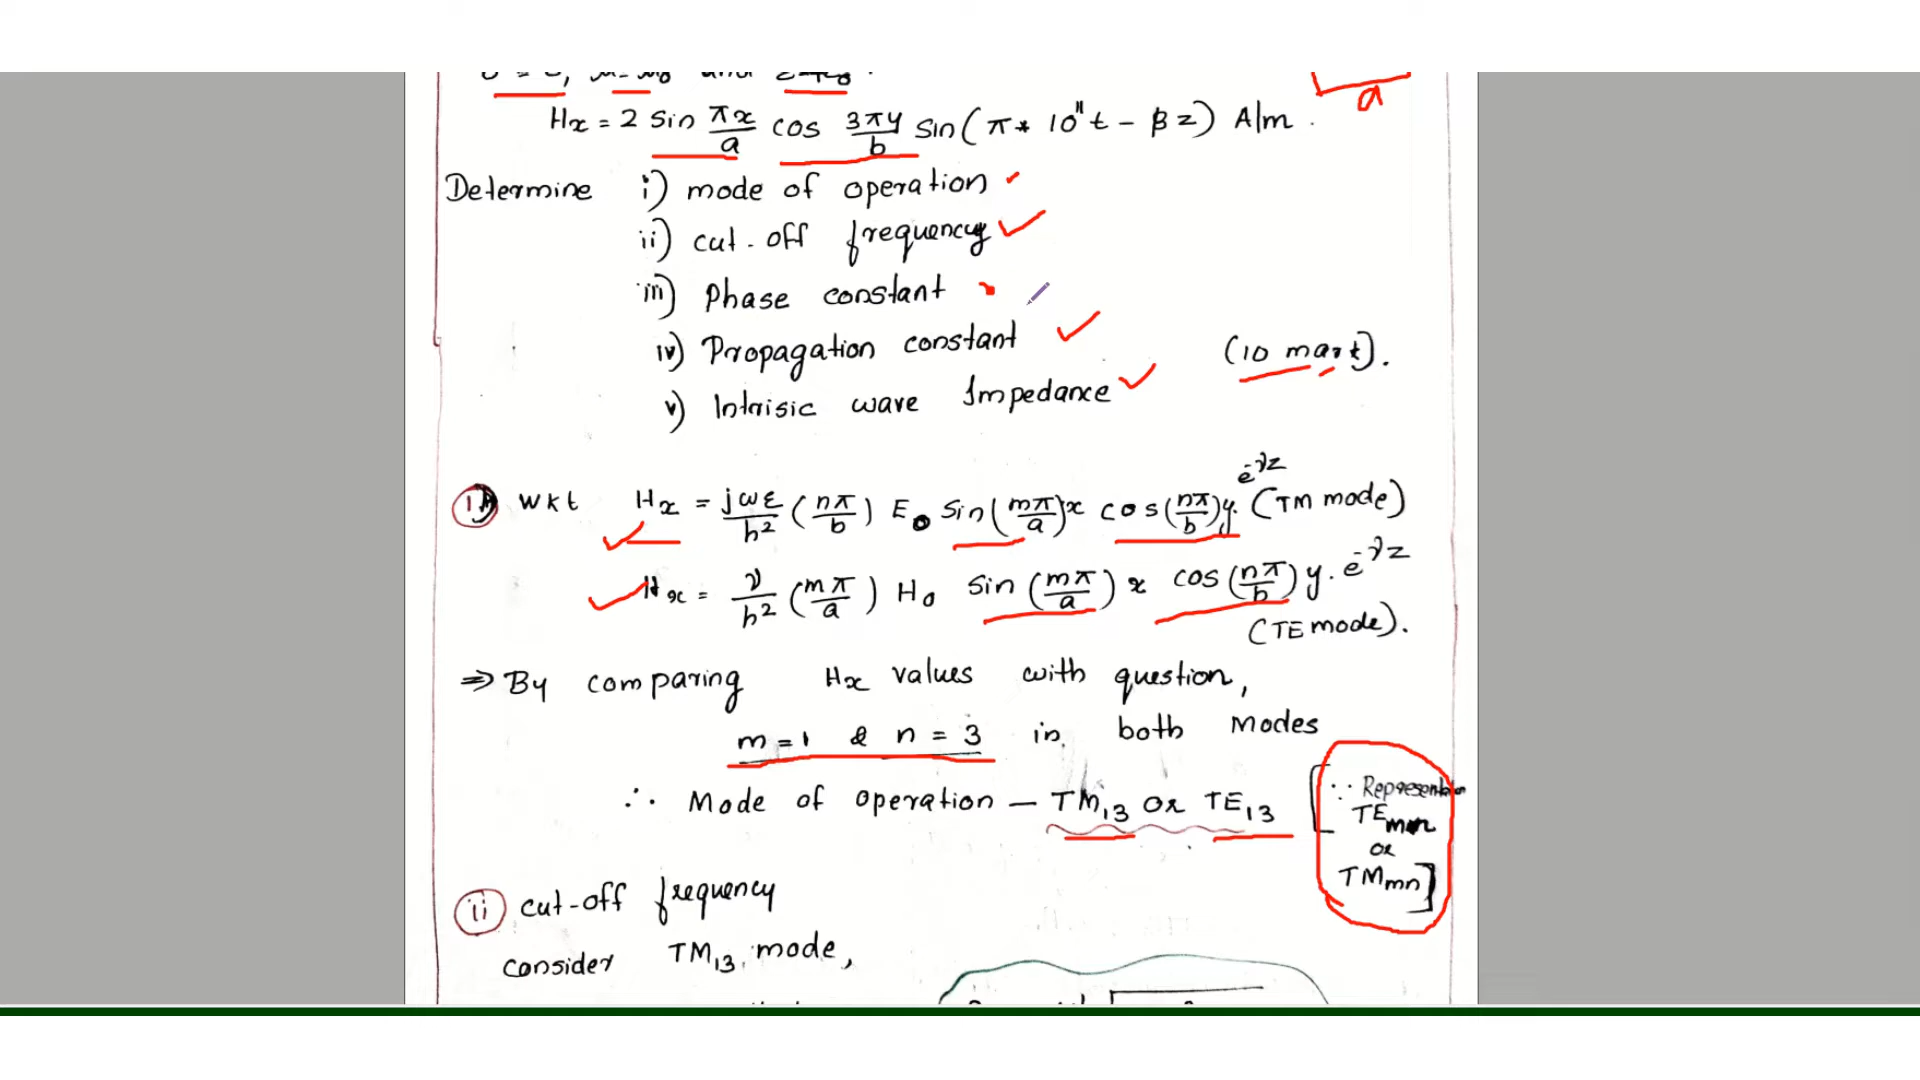 a
Hx = 2 sin πx/a cos 3πy/b sin(π* 10^11 t - βz) A/m.
Determine i) mode of operation
ii) cut-off frequency
iii) Phase constant
iv) Propagation constant (10 mark).
v) Intrisic wave Impedance
i) wkt Hx = jωε/h² (nπ/b) E0 sin(mπ/a)x cos(nπ/b)y. e^-γz (TM mode)
Hx = γ/h² (mπ/a) H0 sin(mπ/a)x cos(nπ/b)y. e^-γz
(TE mode).
⇒ By comparing Hx values with question,
m=1 & n = 3 in both modes
∴ Mode of operation – TM13 or TE13
[∵ Representation
TEmn
or
TMmn]
ii cut-off frequency
consider TM13 mode,